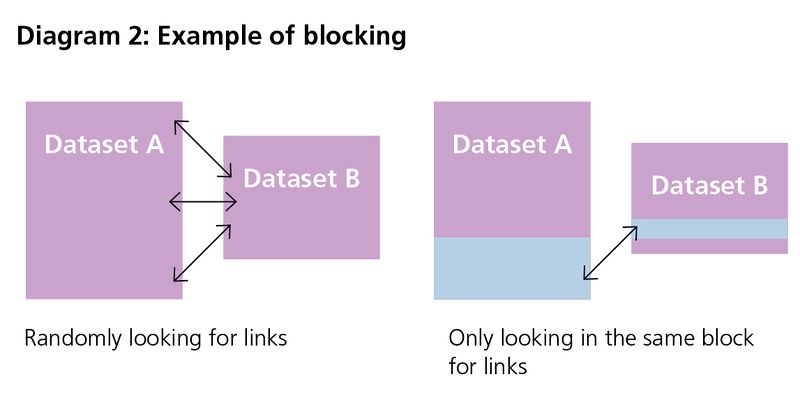 Diagram 2: Example of blocking
Dataset A
Dataset B
Randomly looking for links
Dataset A
Dataset B
Only looking in the same block
for links